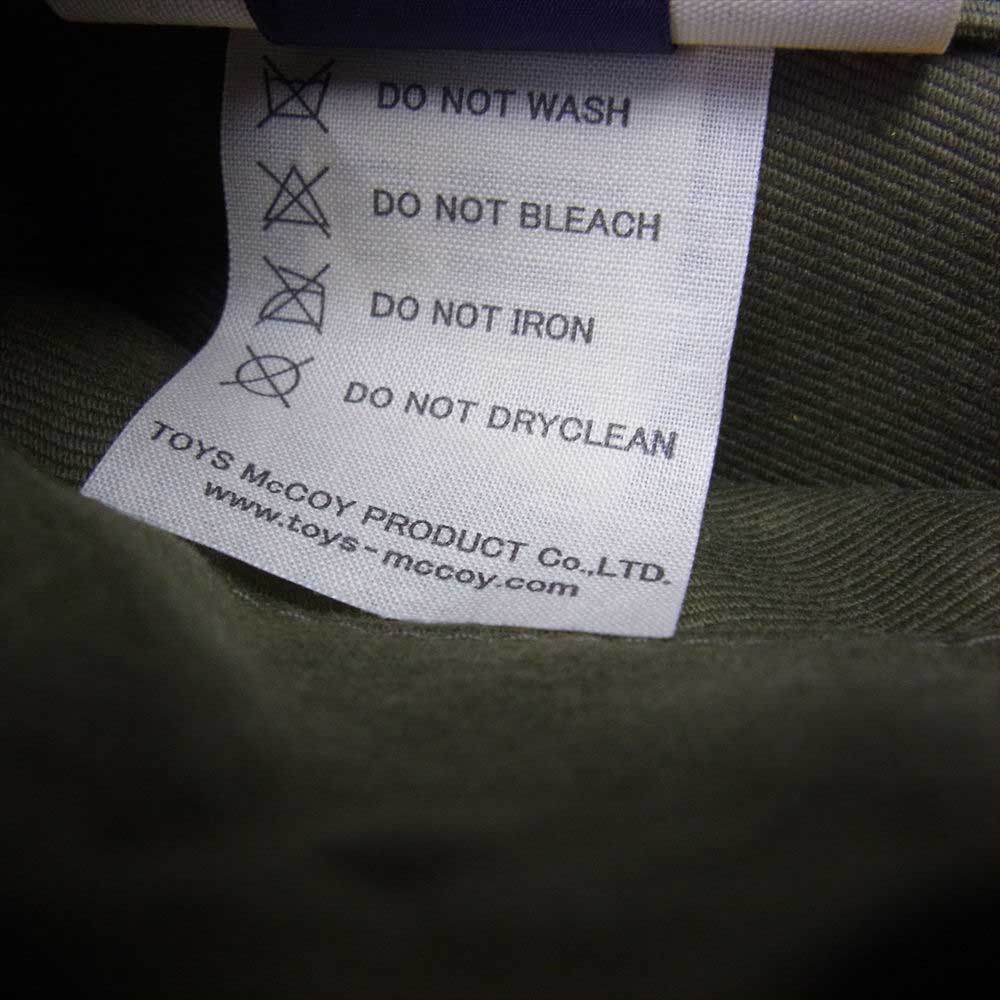 DO NOT WASH
DO NOT BLEACH
DO NOT IRON
DO NOT DRYCLEAN
TOYS McCOY PRODUCT Co.,LTD.
www.toys-mccoy.com